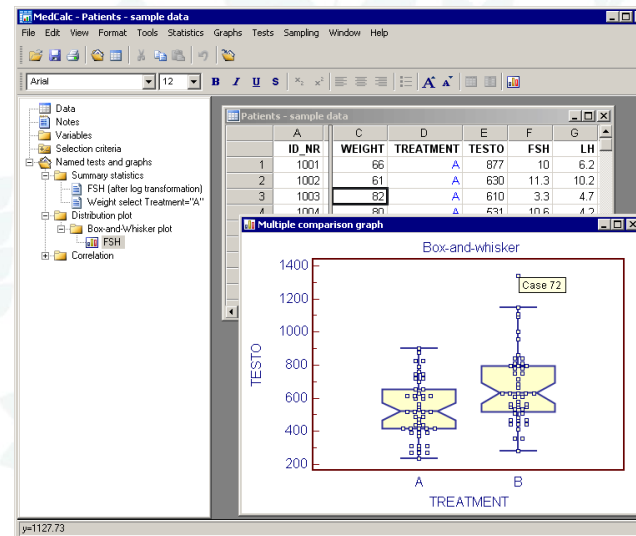 MedCalc - Patients - sample data
File Edit View Format Tools Statistics Graphs Tests Sampling Window Help
Arial 12 B I U S x₂ x² A A
Data
Notes
Variables
Selection criteria
Named tests and graphs
Summary statistics
FSH (after log transformation)
Weight select Treatment="A"
Distribution plot
Box-and-Whisker plot
FSH
Correlation
Patients - sample data
A C D E F G
ID_NR WEIGHT TREATMENT TESTO FSH LH
1 1001 66 A 877 10 6.2
2 1002 61 A 630 11.3 10.2
3 1003 82 A 610 3.3 4.7
4 1004 80 A 531 10.6 4.2
Multiple comparison graph
Box-and-whisker
1400
Case 72
1200
1000
800
600
400
200
TESTO
A B
TREATMENT
y=1127.73